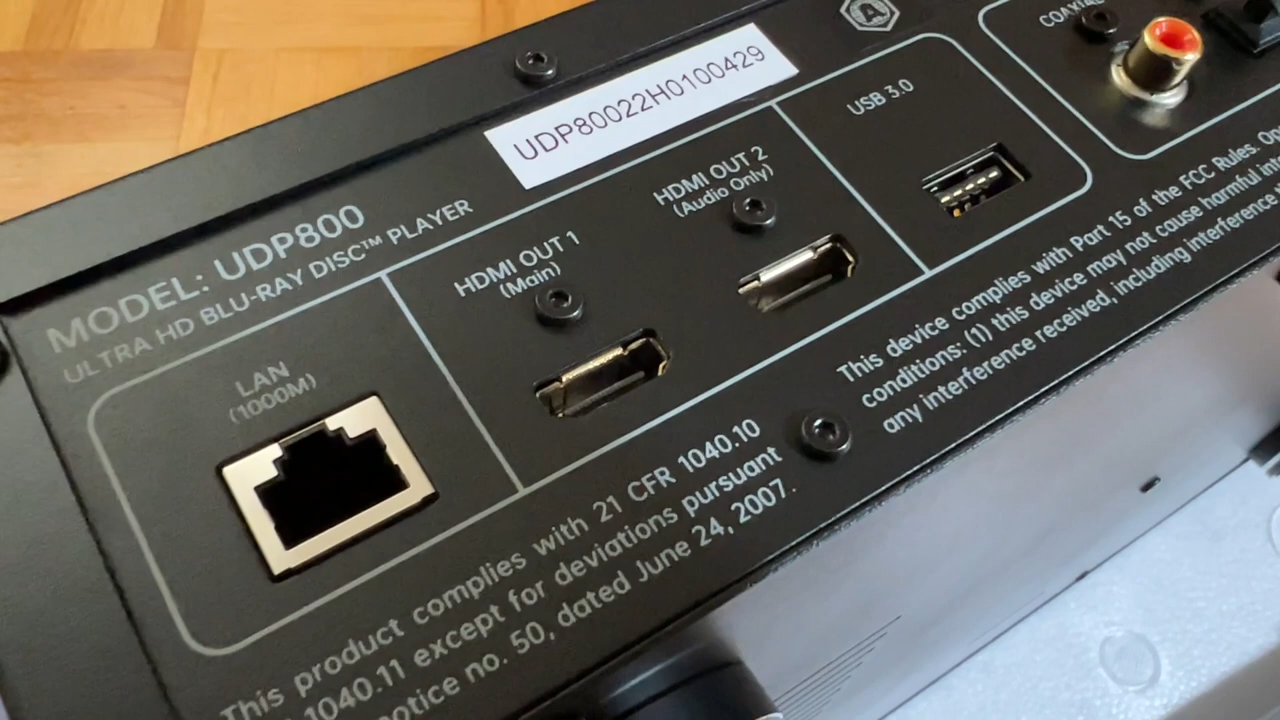 UDP80022H0100429
MODEL: UDP800
ULTRA HD BLU-RAY DISC™ PLAYER
LAN
(1000M)
HDMI OUT 1
(Main)
HDMI OUT 2
(Audio Only)
USB 3.0
COAXIAL
A
This product complies with 21 CFR 1040.10
1040.11 except for deviations pursuant
notice no. 50, dated June 24, 2007.
This device complies with Part 15 of the FCC Rules.
conditions: (1) this device may not cause harmful
any interference received, including interference